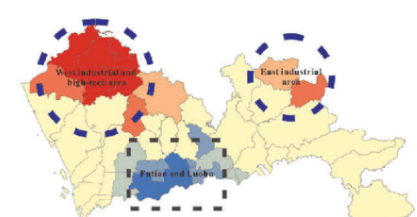 West industrial and
high-tech area
East industrial
area
Futian and Luohu